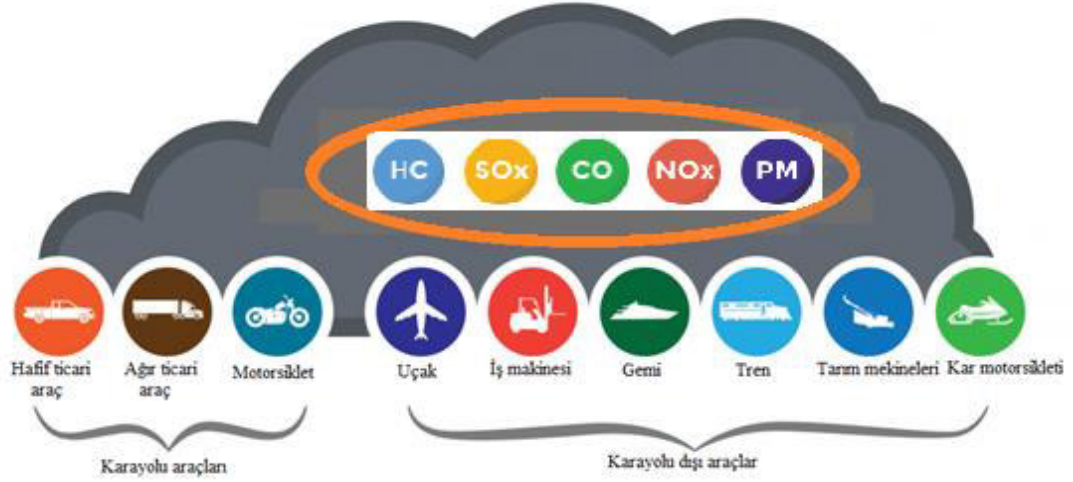 HC SOx CO NOx PM
Hafif ticari araç
Ağır ticari araç
Motorsiklet
Uçak
İş makinesi
Gemi
Tren
Tarım mekineleri
Kar motorsikleti
Karayolu araçları
Karayolu dışı araçlar